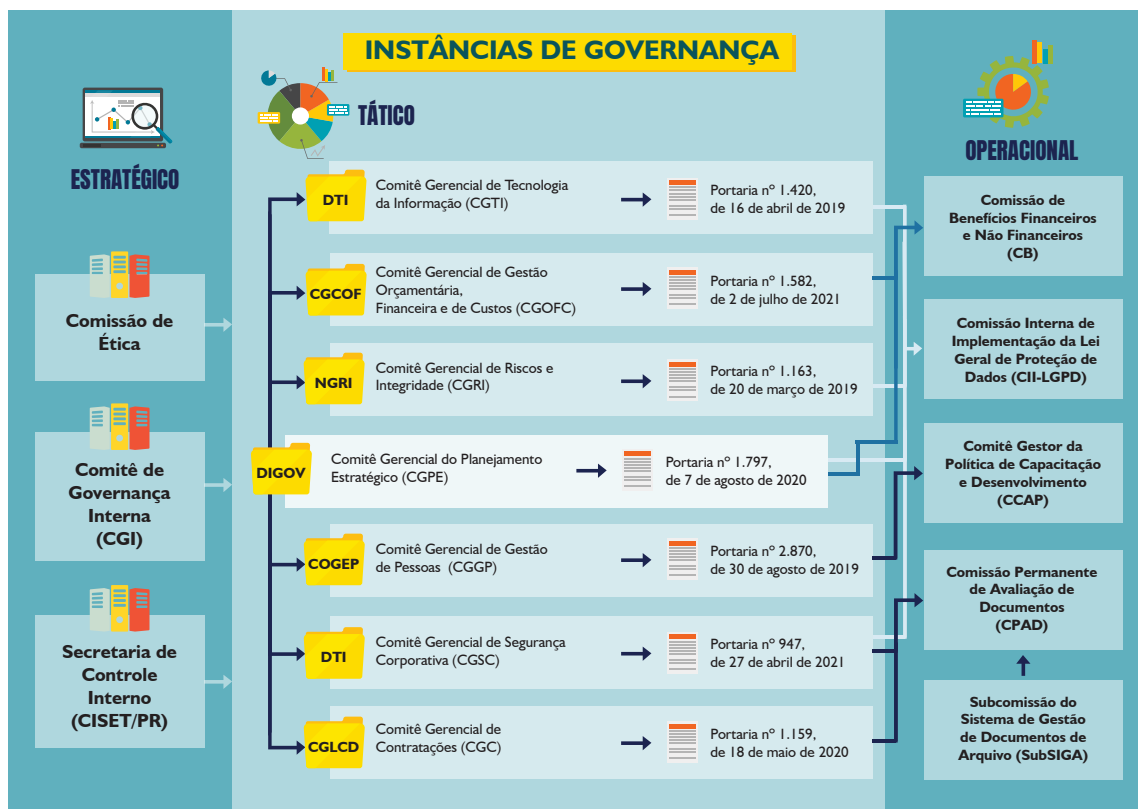 INSTÂNCIAS DE GOVERNANÇA
ESTRATÉGICO
Comissão de
Ética
Comitê de
Governança
Interna
(CGI)
Secretaria de
Controle
Interno
(CISET/PR)
TÁTICO
DTI
Comitê Gerencial de Tecnologia
da Informação (CGTI)
Portaria nº 1.420,
de 16 de abril de 2019
CGCOF
Comitê Gerencial de Gestão
Orçamentária,
Financeira e de Custos (CGOFC)
Portaria nº 1.582,
de 2 de julho de 2021
NGRI
Comitê Gerencial de Riscos e
Integridade (CGRI)
Portaria nº 1.163,
de 20 de março de 2019
DIGOV
Comitê Gerencial do Planejamento
Estratégico (CGPE)
Portaria nº 1.797,
de 7 de agosto de 2020
COGEP
Comitê Gerencial de Gestão
de Pessoas (CGGP)
Portaria nº 2.870,
de 30 de agosto de 2019
DTI
Comitê Gerencial de Segurança
Corporativa (CGSC)
Portaria nº 947,
de 27 de abril de 2021
CGLCD
Comitê Gerencial de
Contratações (CGC)
Portaria nº 1.159,
de 18 de maio de 2020
OPERACIONAL
Comissão de
Benefícios Financeiros
e Não Financeiros
(CB)
Comissão Interna de
Implementação da Lei
Geral de Proteção de
Dados (CII-LGPD)
Comitê Gestor da
Política de Capacitação
e Desenvolvimento
(CCAP)
Comissão Permanente
de Avaliação de
Documentos
(CPAD)
Subcomissão do
Sistema de Gestão
de Documentos de
Arquivo (SubSIGA)